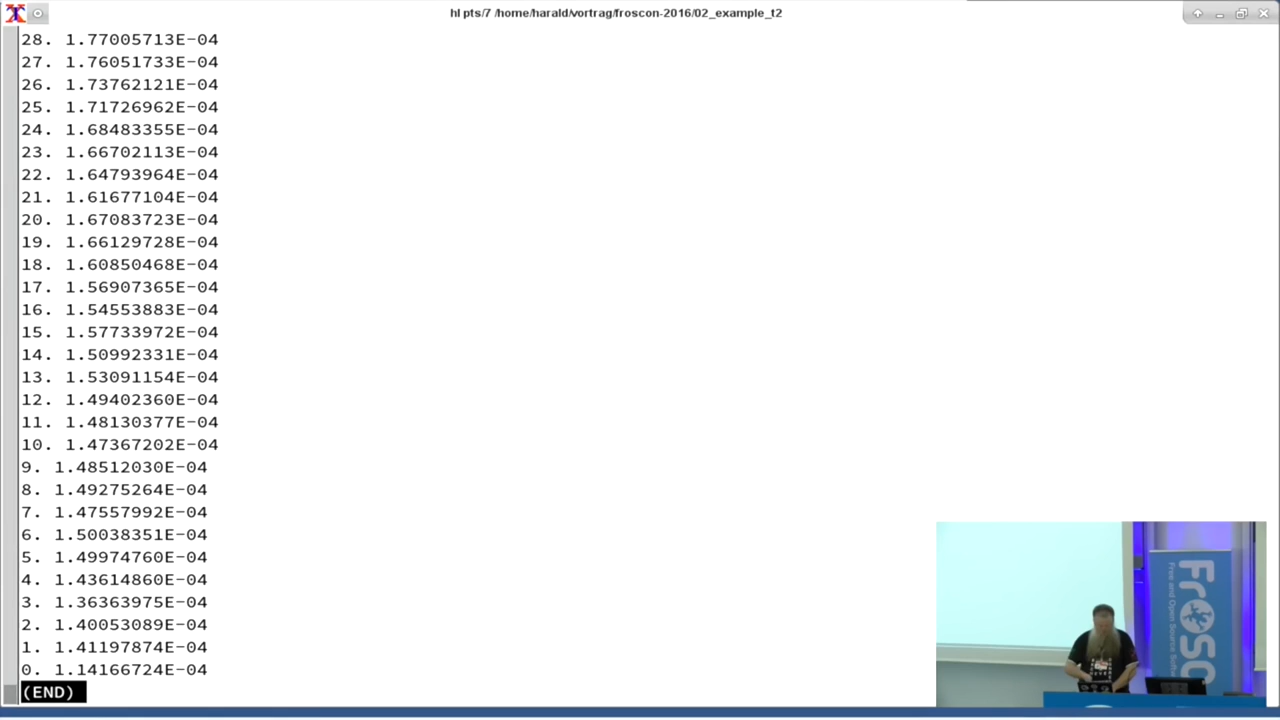 hl pts/7 /home/harald/vortrag/froscon-2016/02_example_t2
28. 1.77005713E-04
27. 1.76051733E-04
26. 1.73762121E-04
25. 1.71726962E-04
24. 1.68483355E-04
23. 1.66702113E-04
22. 1.64793964E-04
21. 1.61677104E-04
20. 1.67083723E-04
19. 1.66129728E-04
18. 1.60850468E-04
17. 1.56907365E-04
16. 1.54553883E-04
15. 1.57733972E-04
14. 1.50992331E-04
13. 1.53091154E-04
12. 1.49402360E-04
11. 1.48130377E-04
10. 1.47367202E-04
9. 1.48512030E-04
8. 1.49275264E-04
7. 1.47557992E-04
6. 1.50038351E-04
5. 1.49974760E-04
4. 1.43614860E-04
3. 1.36363975E-04
2. 1.40053089E-04
1. 1.41197874E-04
0. 1.14166724E-04
(END)
FrOSC
Free and Open Source Softw